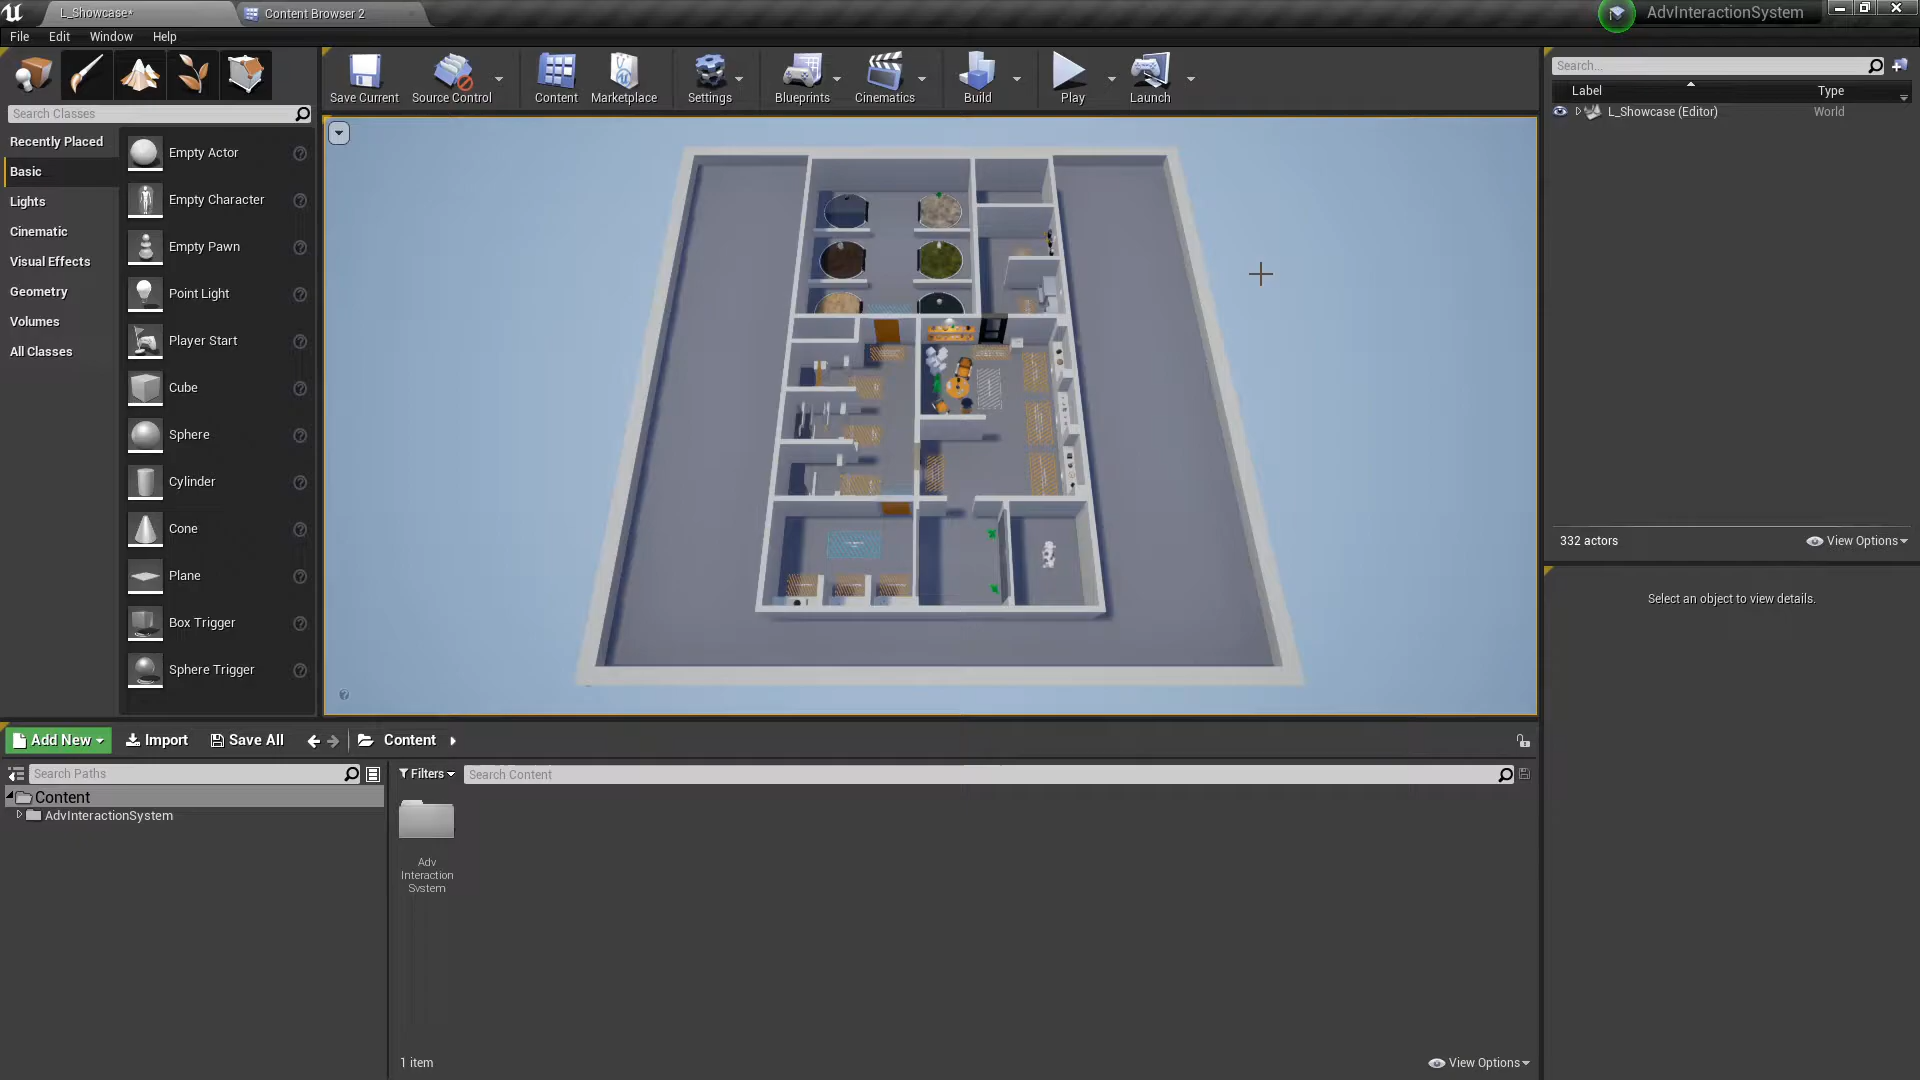 L_Showcase*
Content Browser 2
AdvInteractionSystem
File
Edit
Window
Help
Save Current
Source Control
Content
Marketplace
Settings
Blueprints
Cinematics
Build
Play
Launch
Search Classes
Recently Placed
Basic
Lights
Cinematic
Visual Effects
Geometry
Volumes
All Classes
Empty Actor
Empty Character
Empty Pawn
Point Light
Player Start
Cube
Sphere
Cylinder
Cone
Plane
Box Trigger
Sphere Trigger
Search...
Label
Type
L_Showcase (Editor)
World
332 actors
View Options
Select an object to view details.
Add New
Import
Save All
Content
Search Paths
Filters
Search Content
Content
AdvInteractionSystem
Adv
Interaction
System
1 item
View Options